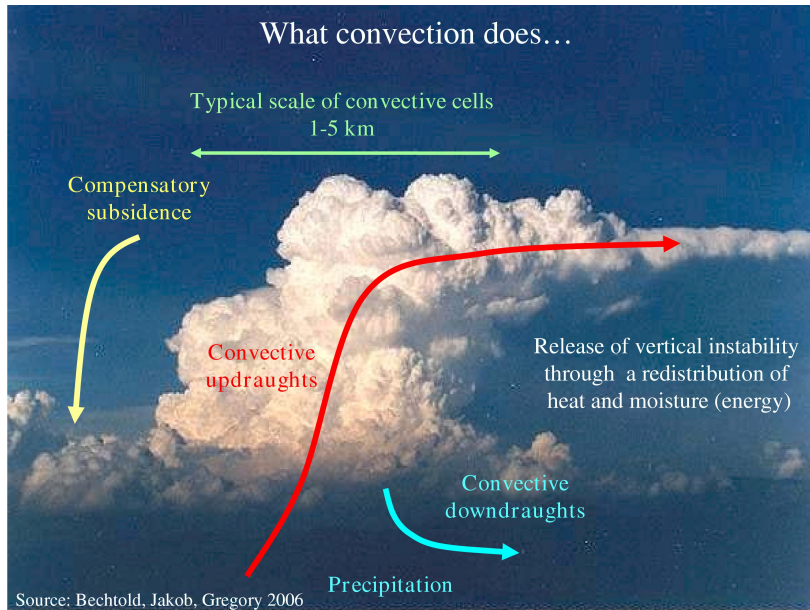 What convection does…
Typical scale of convective cells
1-5 km
Compensatory
subsidence
Convective
updraughts
Release of vertical instability
through a redistribution of
heat and moisture (energy)
Convective
downdraughts
Precipitation
Source: Bechtold, Jakob, Gregory 2006